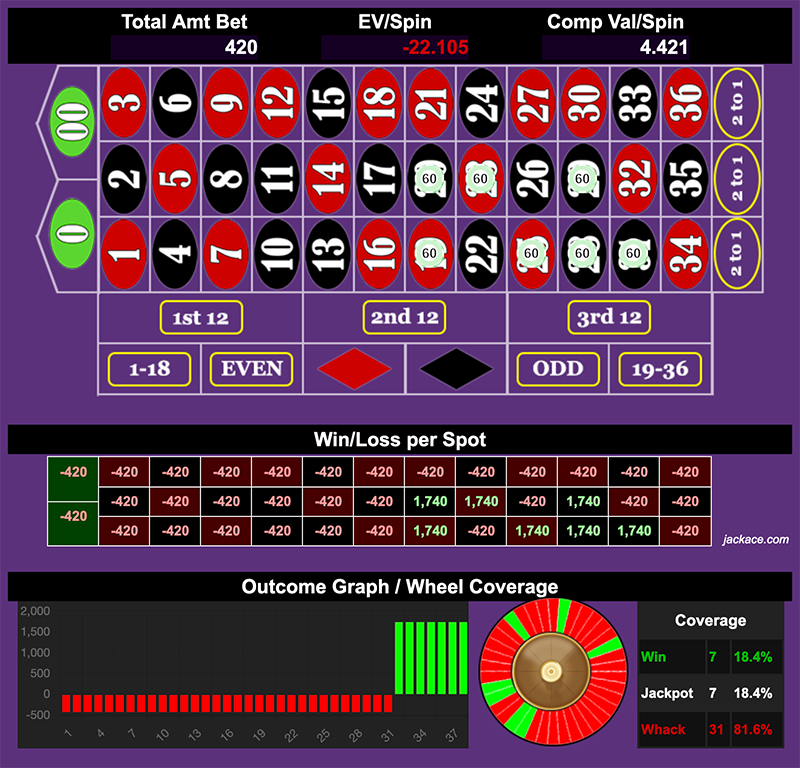 Total Amt Bet EV/Spin Comp Val/Spin
420 -22.105 4.421
00 3 6 9 12 15 18 21 24 27 30 33 36 2 to 1
2 5 8 11 14 17 60 60 26 60 32 35 2 to 1
0 1 4 7 10 13 16 60 22 60 60 60 34 2 to 1
1st 12 2nd 12 3rd 12
1-18 EVEN ODD 19-36
Win/Loss per Spot
-420 -420 -420 -420 -420 -420 -420 -420 -420 -420 -420 -420 -420
-420 -420 -420 -420 -420 -420 1,740 1,740 -420 1,740 -420 -420
-420 -420 -420 -420 -420 -420 -420 1,740 -420 1,740 1,740 1,740 -420
jackace.com
Outcome Graph / Wheel Coverage
2,000
1,500
1,000
500
0
-500
1 4 7 10 13 16 19 22 25 28 31 34 37
Coverage
Win 7 18.4%
Jackpot 7 18.4%
Whack 31 81.6%